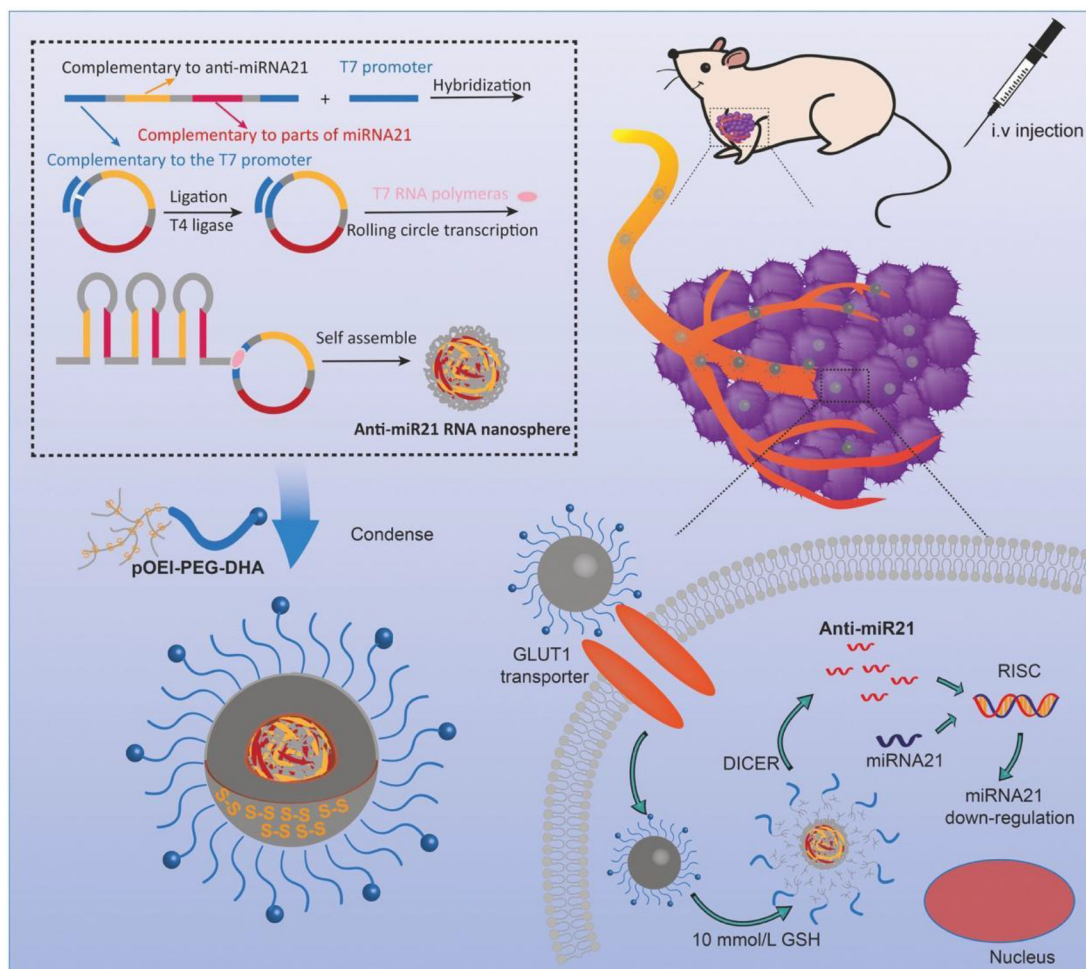 Complementary to anti-miRNA21
T7 promoter
+
Hybridization
Complementary to parts of miRNA21
Complementary to the T7 promoter
Ligation
T4 ligase
T7 RNA polymeras
Rolling circle transcription
Self assemble
Anti-miR21 RNA nanosphere
i.v injection
pOEI-PEG-DHA
Condense
S-S S-S S-S S-S
S-S S-S
GLUT1
transporter
Anti-miR21
RISC
miRNA21
DICER
miRNA21
down-regulation
10 mmol/L GSH
Nucleus